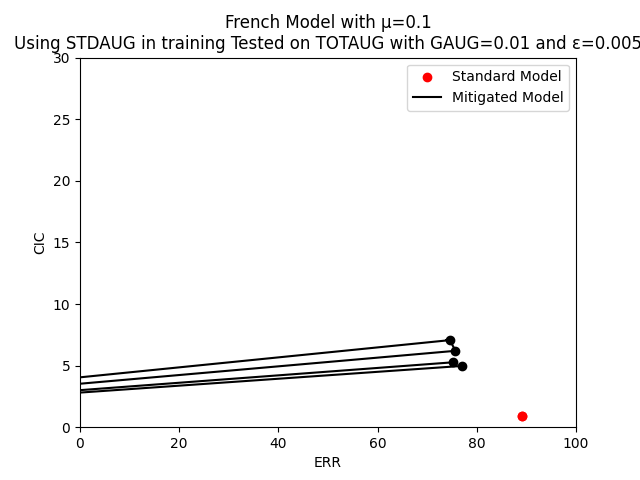 French Model with μ=0.1
Using STDAUG in training Tested on TOTAUG with GAUG=0.01 and ε=0.005
Standard Model
Mitigated Model
30
25
20
15
10
5
0
CIC
0 20 40 60 80 100
ERR